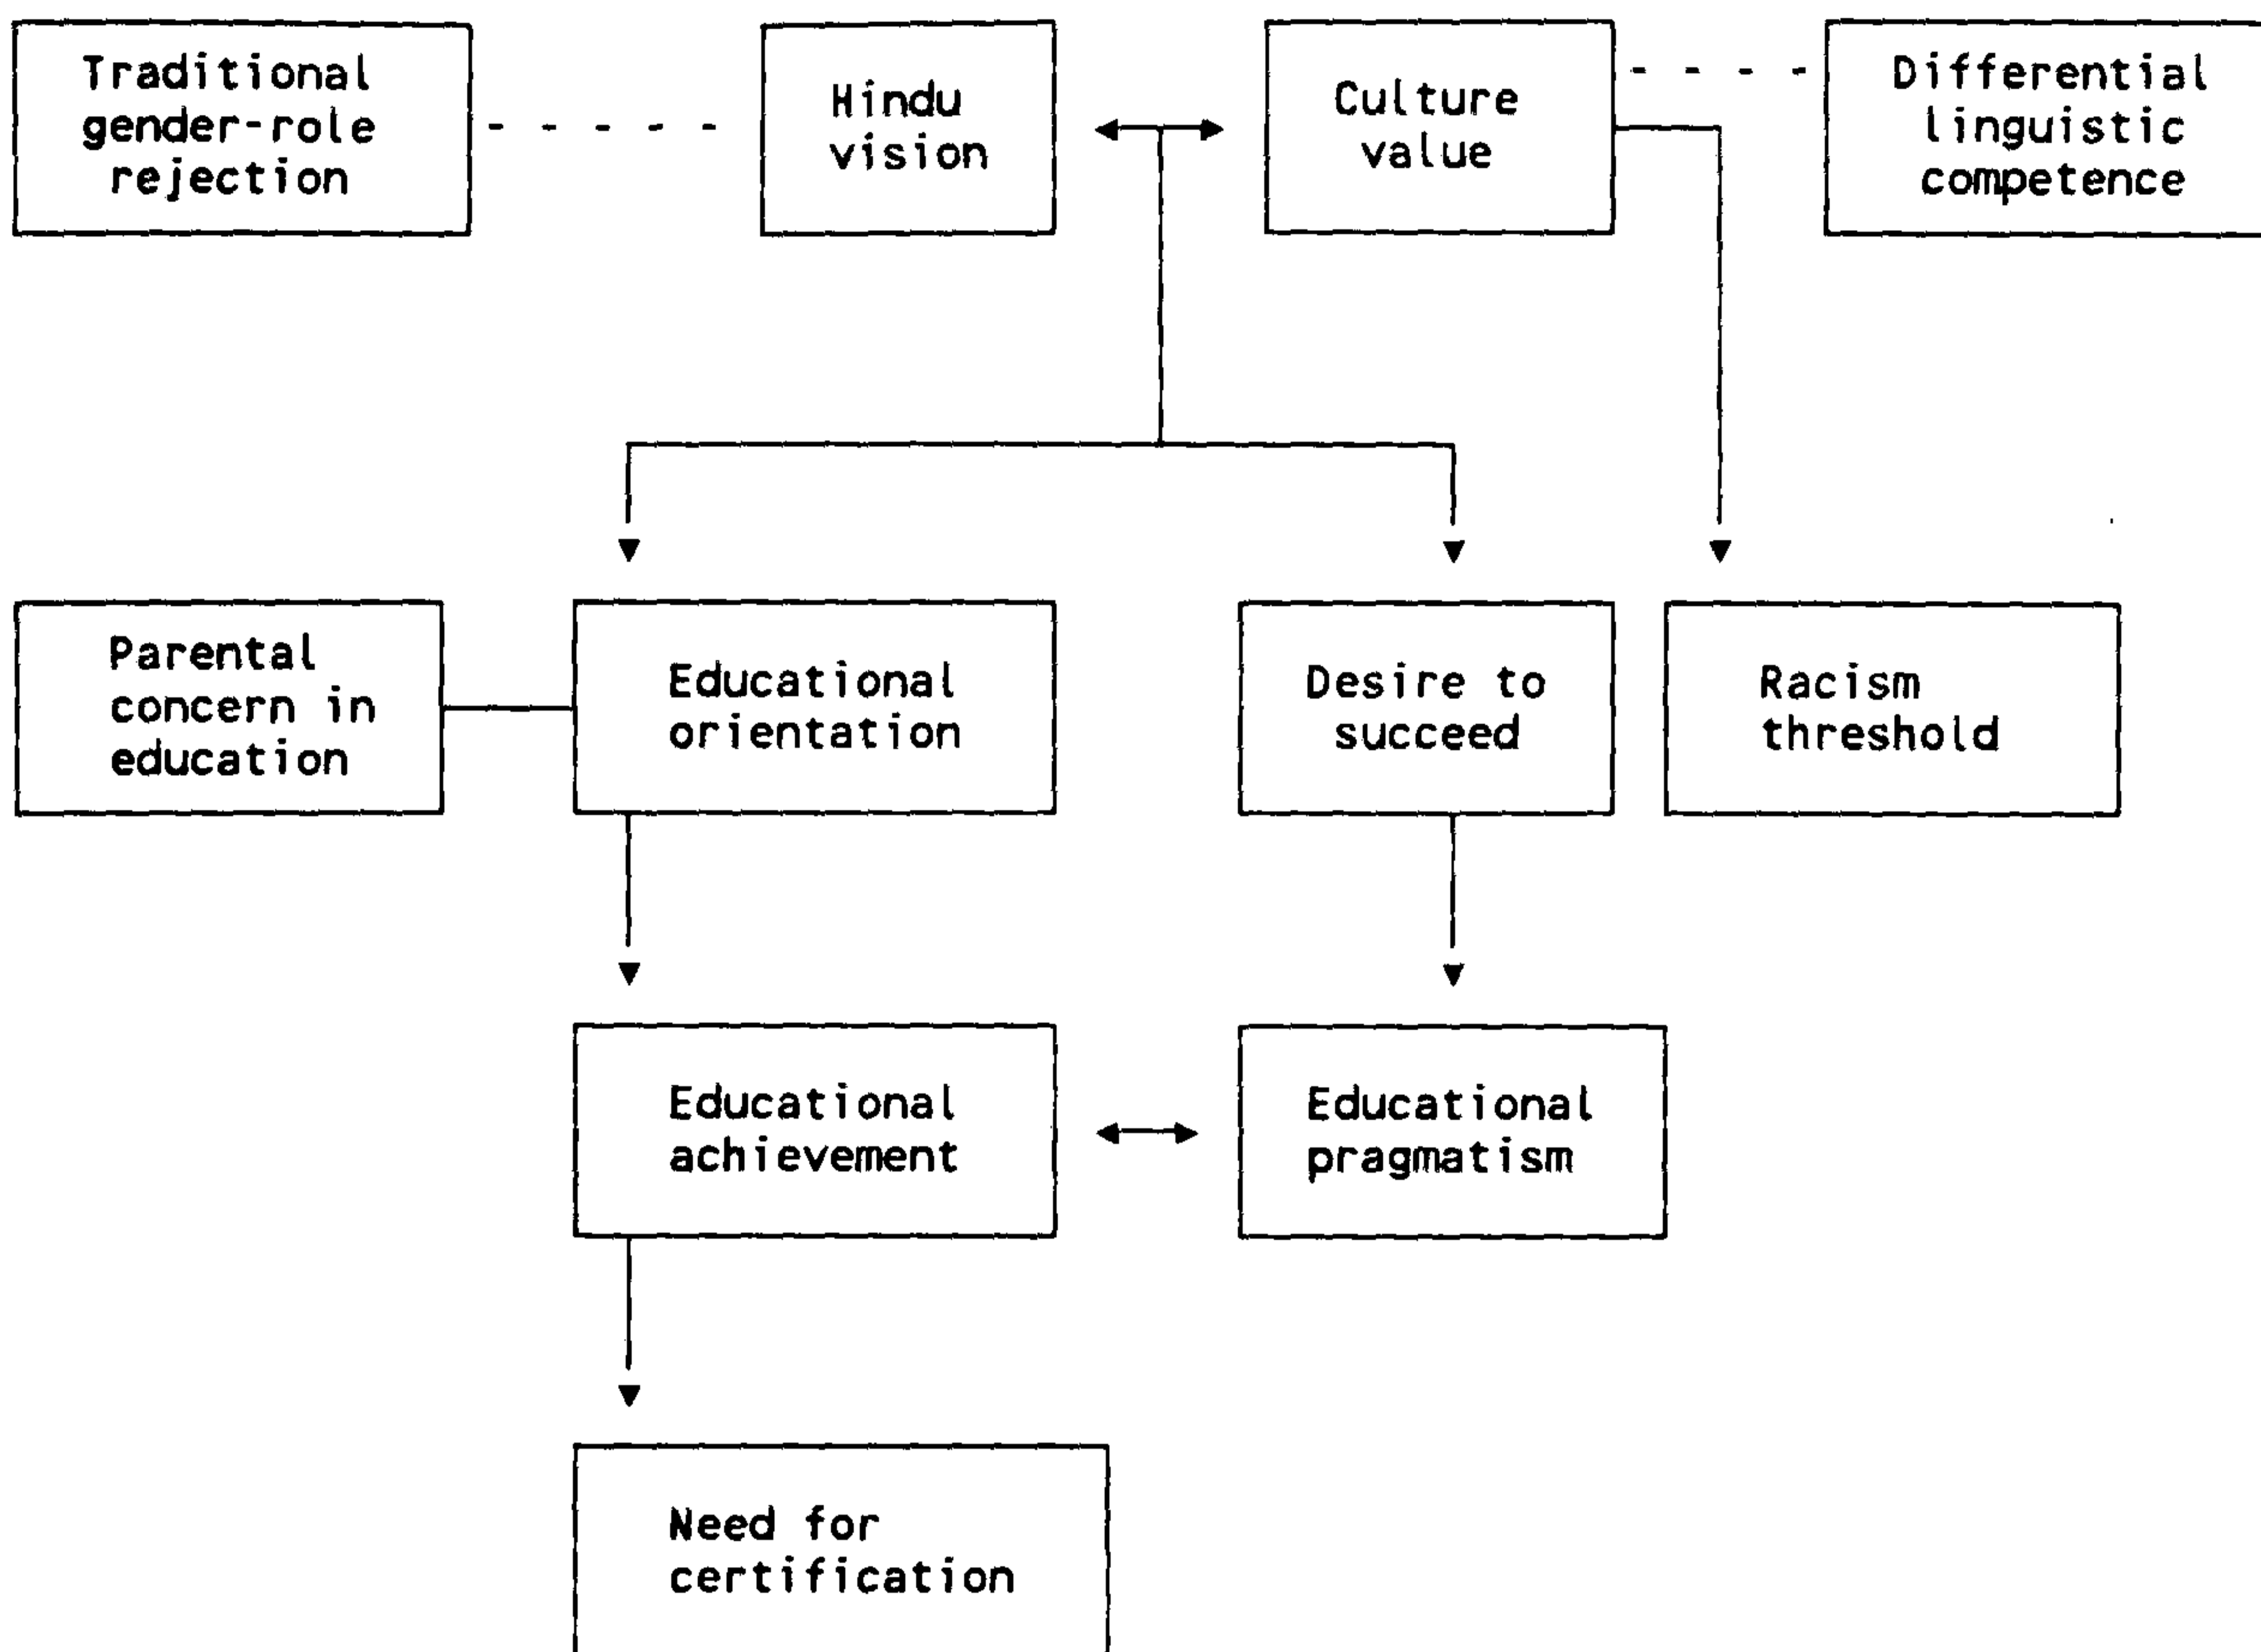 Traditional
gender-role
rejection
Hindu
vision
Culture
value
Differential
linguistic
competence
Parental
concern in
education
Educational
orientation
Desire to
succeed
Racism
threshold
Educational
achievement
Educational
pragmatism
Need for
certification